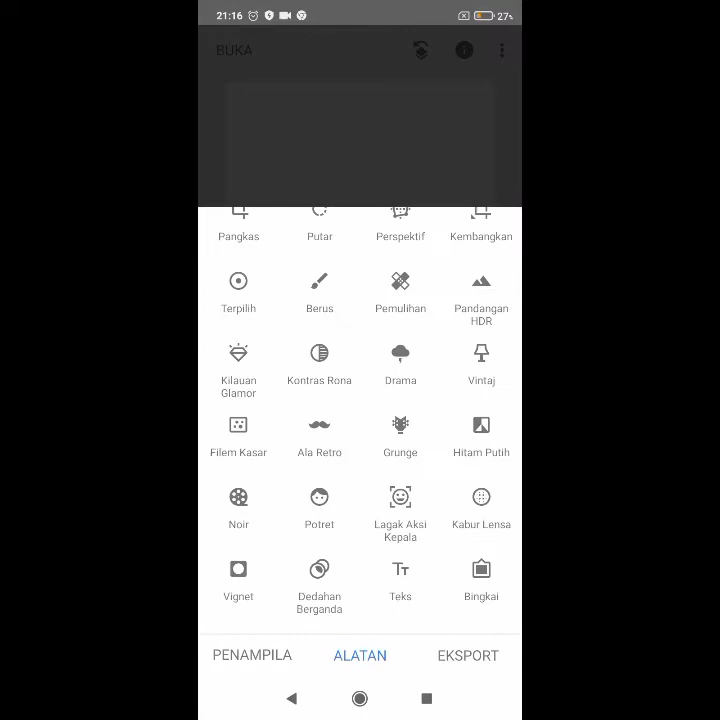 21:16 27%
BUKA
Pangkas Putar Perspektif Kembangkan
Terpilih Berus Pemulihan Pandangan
HDR
Kilauan Kontras Rona Drama Vintaj
Glamor
Filem Kasar Ala Retro Grunge Hitam Putih
Noir Potret Lagak Aksi Kabur Lensa
Kepala
Vignet Dedahan Teks Bingkai
Berganda
PENAMPILA ALATAN EKSPORT